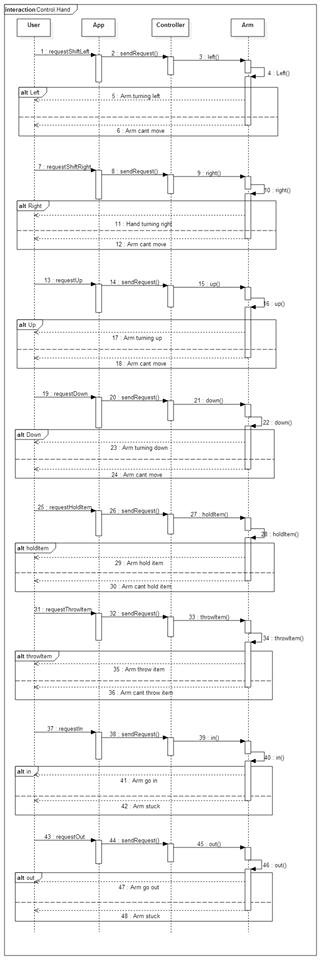 interaction Control.Hand
User App Controller Arm
1 : requestShiftLeft
2 : sendRequest()
3 : left()
4 : Left()
alt Left
5 : Arm turning left
6 : Arm cant move
7 : requestShiftRight
8 : sendRequest()
9 : right()
10 : right()
alt Right
11 : Hand turning right
12 : Arm cant move
13 : requestUp
14 : sendRequest()
15 : up()
16 : up()
alt Up
17 : Arm turning up
18 : Arm cant move
19 : requestDown
20 : sendRequest()
21 : down()
22 : down()
alt Down
23 : Arm turning down
24 : Arm cant move
25 : requestHoldItem
26 : sendRequest()
27 : holdItem()
28 : holdItem()
alt holdItem
29 : Arm hold item
30 : Arm cant hold item
31 : requestThrowItem
32 : sendRequest()
33 : throwItem()
34 : throwItem()
alt throwItem
35 : Arm throw item
36 : Arm cant throw item
37 : requestIn
38 : sendRequest()
39 : in()
40 : in()
alt in
41 : Arm go in
42 : Arm stuck
43 : requestOut
44 : sendRequest()
45 : out()
46 : out()
alt out
47 : Arm go out
48 : Arm stuck